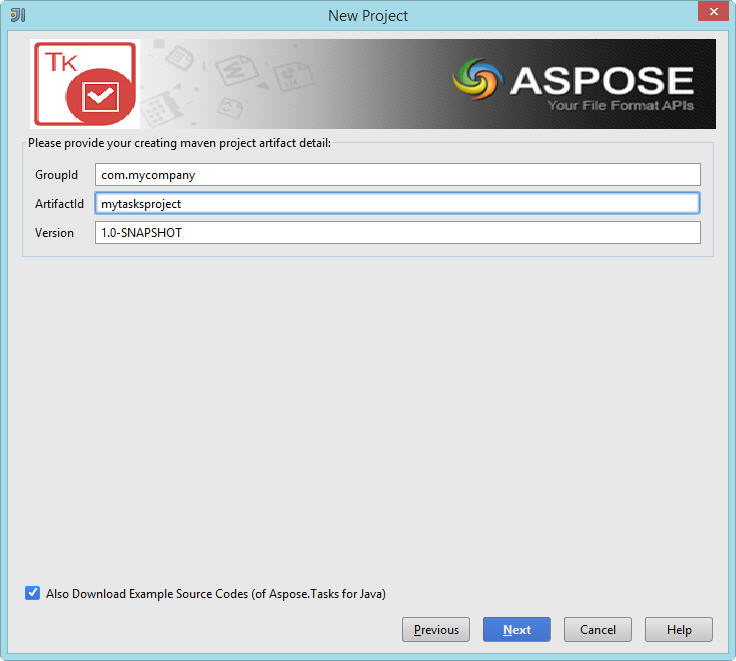 New Project
TK
ASPOSE
Your File Format APIs
Please provide your creating maven project artifact detail:
GroupId com.mycompany
ArtifactId mytasksproject
Version 1.0-SNAPSHOT
Also Download Example Source Codes (of Aspose.Tasks for Java)
Previous Next Cancel Help